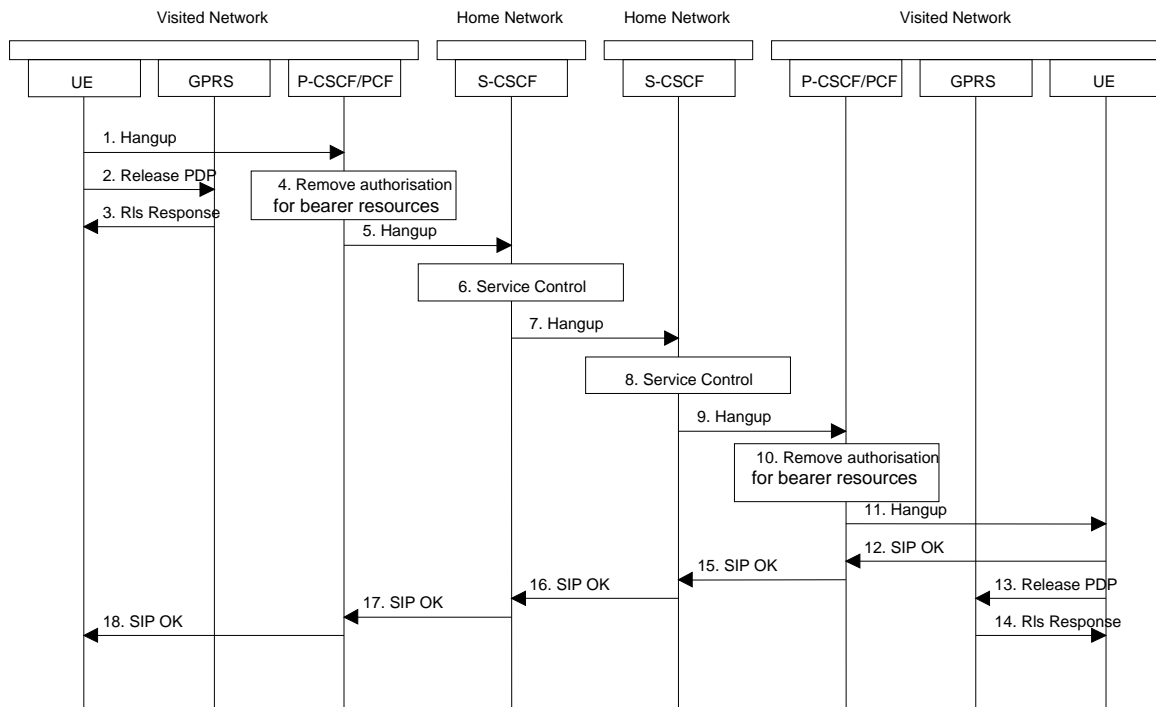 Visited Network
Home Network
Home Network
Visited Network
UE
GPRS
P-CSCF/PCF
S-CSCF
S-CSCF
P-CSCF/PCF
GPRS
UE
1. Hangup
2. Release PDP
4. Remove authorisation
for bearer resources
3. Rls Response
5. Hangup
6. Service Control
7. Hangup
8. Service Control
9. Hangup
10. Remove authorisation
for bearer resources
11. Hangup
12. SIP OK
15. SIP OK
16. SIP OK
13. Release PDP
17. SIP OK
18. SIP OK
14. Rls Response